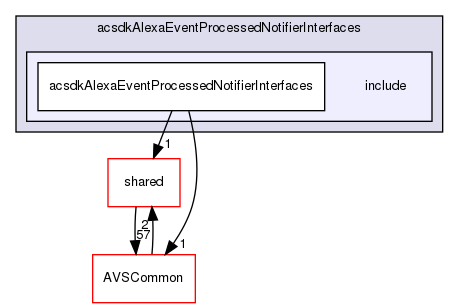 acsdkAlexaEventProcessedNotifierInterfaces
acsdkAlexaEventProcessedNotifierInterfaces
include
1
shared
2
57
1
AVSCommon